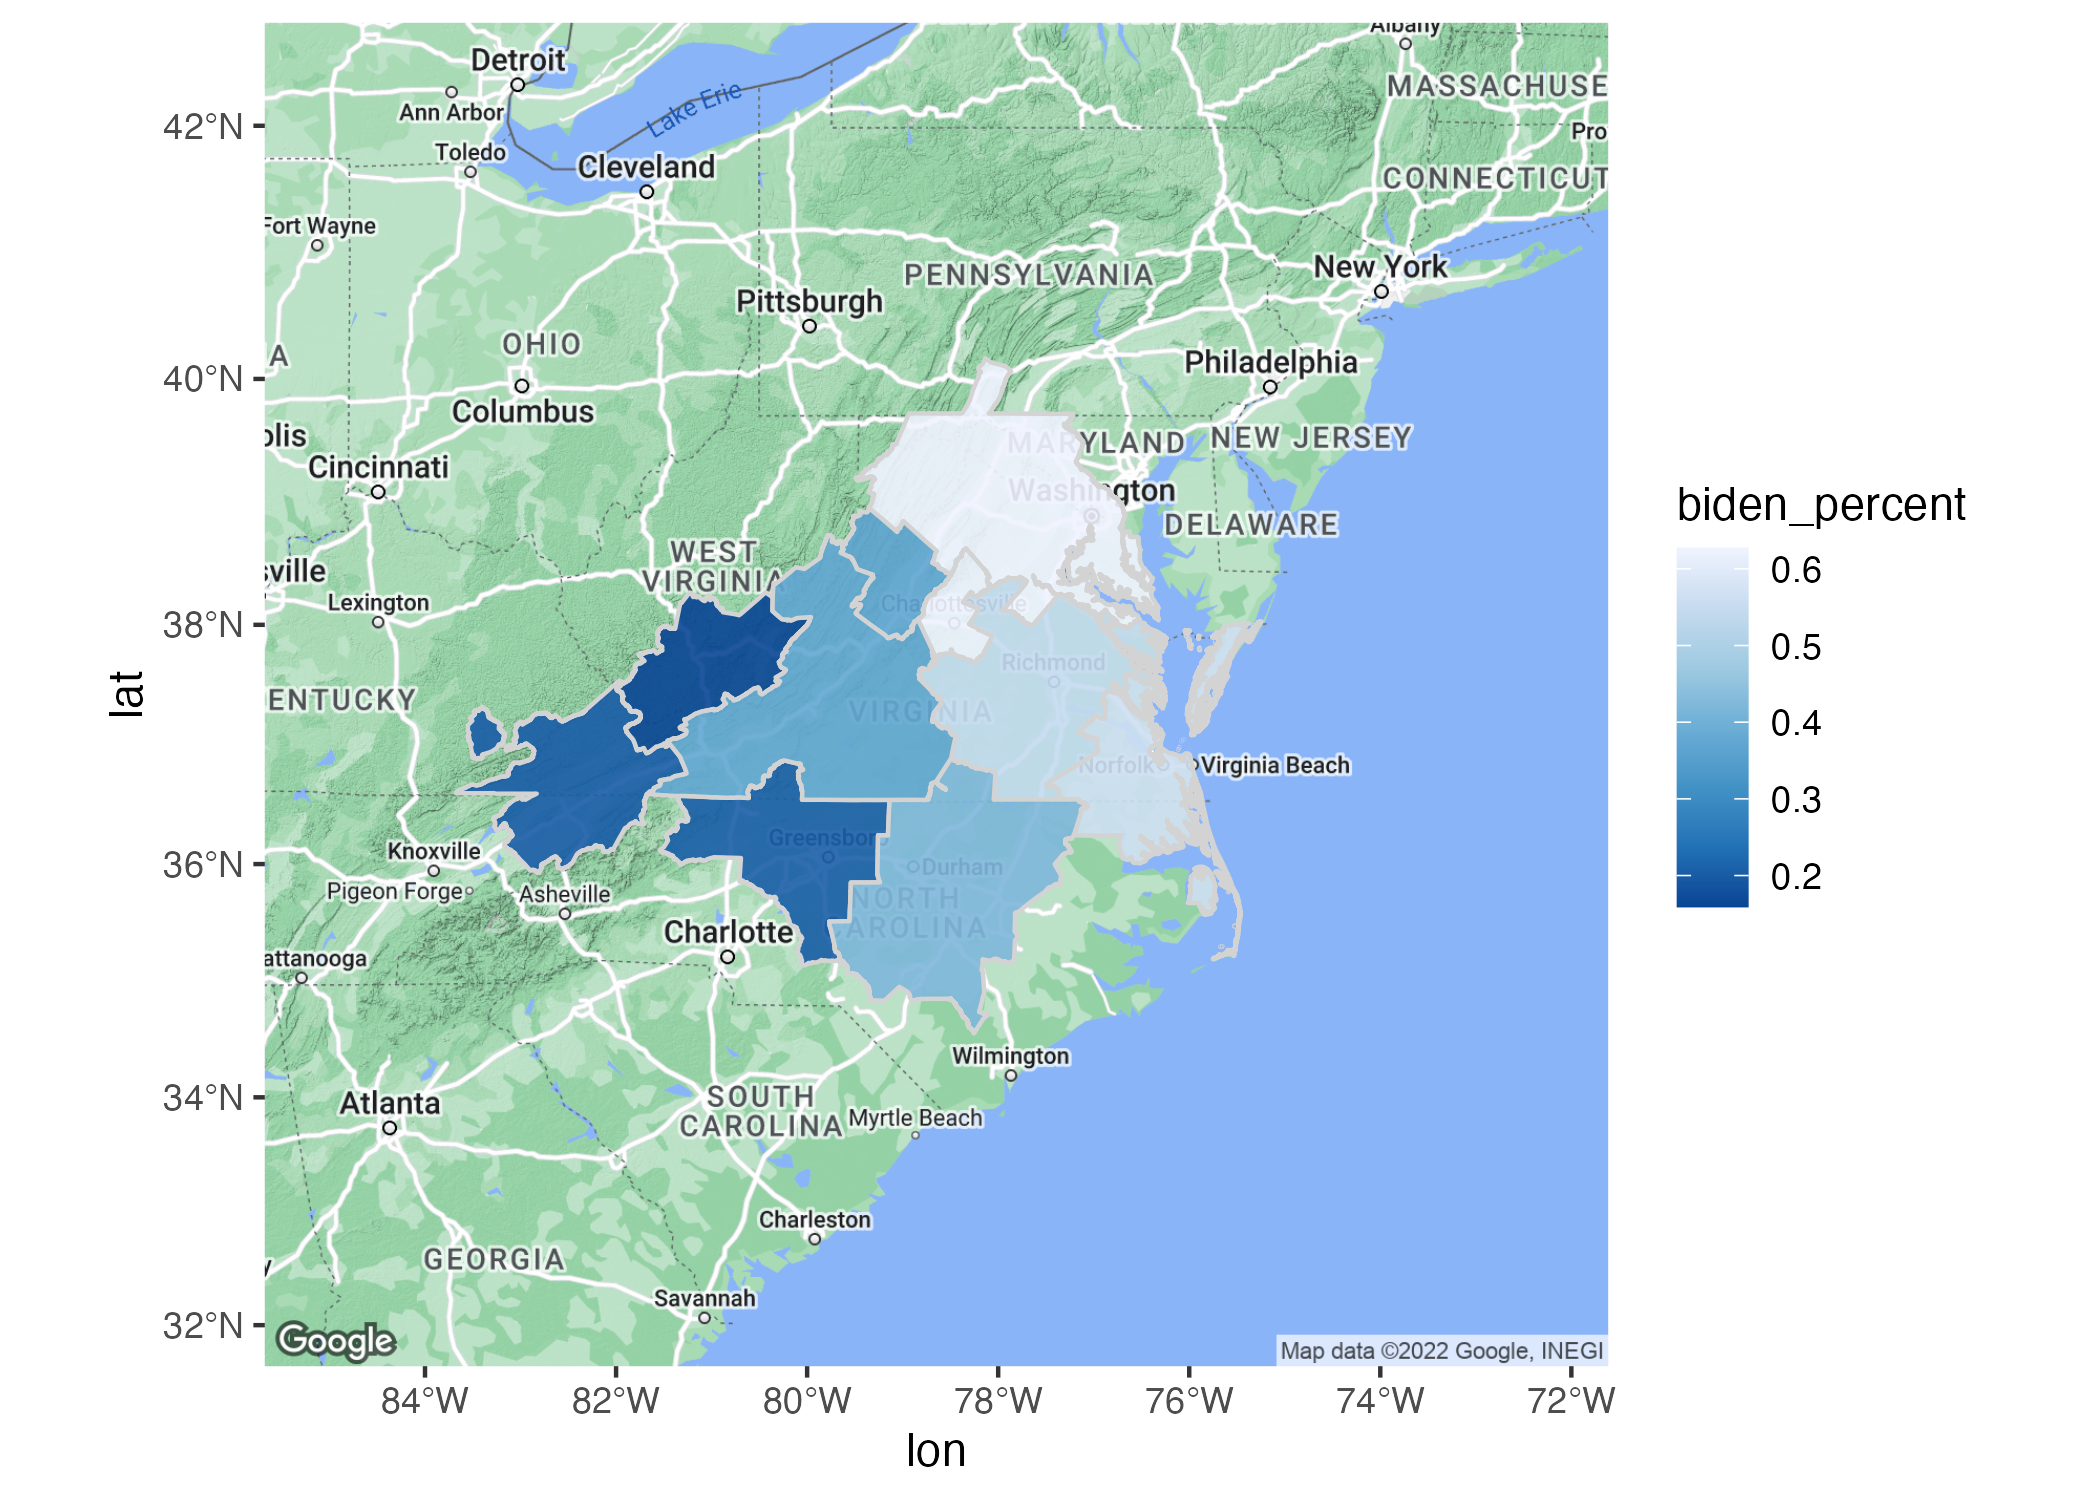 Albany
Detroit
MASSACHUSE
Ann Arbor
Lake Erie
42°N
Pro
Toledo
Cleveland
CONNECTICUT
Fort Wayne
New York
PENNSYLVANIA
Pittsburgh
OHIO
A
Philadelphia
40°N
Columbus
olis
MARYLAND
NEW JERSEY
Cincinnati
Washington
biden_percent
DELAWARE
WEST
VIRGINIA
sville
0.6
Lexington
Charlottesville
38°N
0.5
Richmond
lat
ENTUCKY
VIRGINIA
0.4
Norfolk
Virginia Beach
0.3
Greensboro
Knoxville
36°N
Durham
0.2
Pigeon Forge
Asheville
NORTH
CAROLINA
Charlotte
attanooga
Wilmington
34°N
SOUTH
CAROLINA
Atlanta
Myrtle Beach
Charleston
GEORGIA
y
Savannah
32°N
Google
Map data ©2022 Google, INEGI
84°W
82°W
80°W
78°W
76°W
74°W
72°W
lon